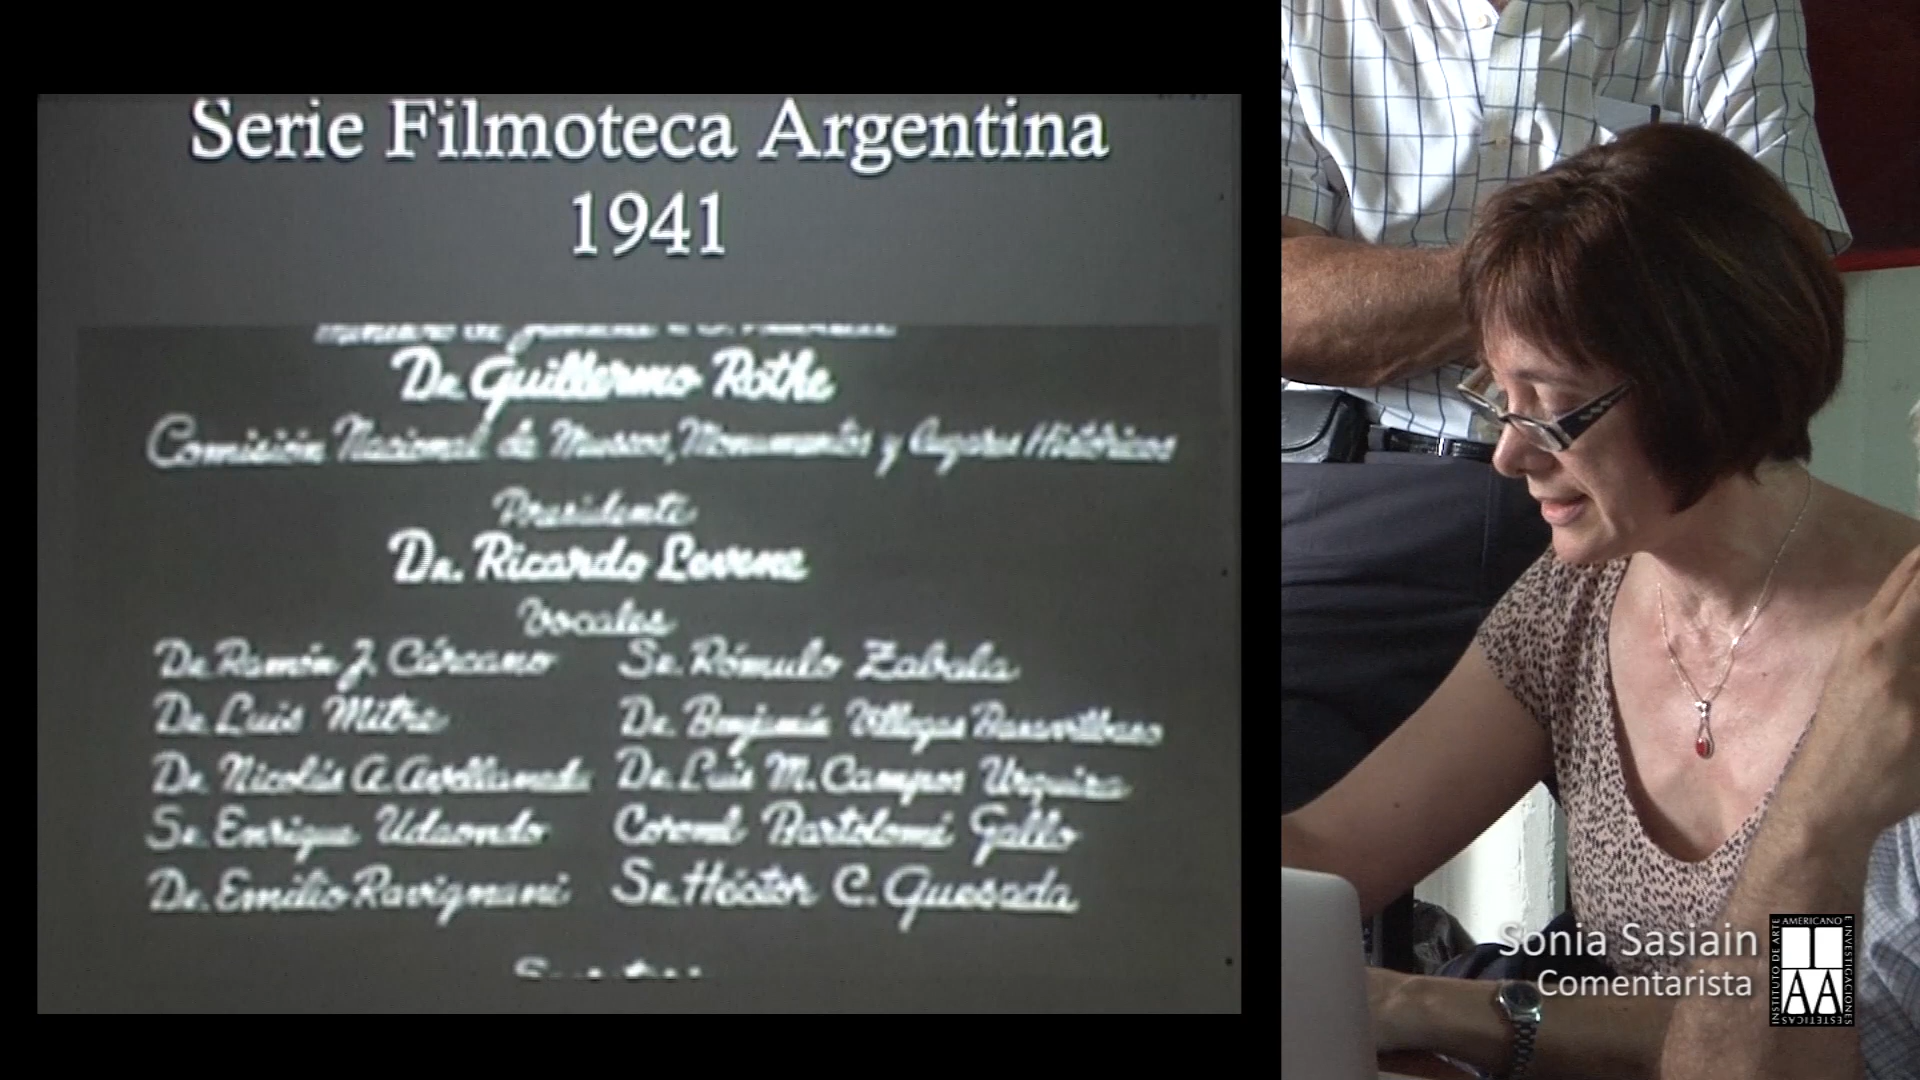 Serie Filmoteca Argentina
1941
Dr. Guillermo Rothe
Comisión Nacional de Museos, Monumentos y Lugares Históricos
Presidente
Dr. Ricardo Levene
Vocales
Dr. Ramón J. Cárcano Sr. Rómulo Zabala
Dr. Luis Mitre Dr. Benjamín Villegas Basavilbaso
Dr. Nicolás A. Avellaneda Dr. Luis M. Campos Urquiza
Sr. Enrique Udaondo Coronel Bartolomé Gallo
Dr. Emilio Ravignani Sr. Héctor C. Quesada
Sonia Sasiain
Comentarista
INSTITUTO DE ARTE AMERICANO E INVESTIGACIONES ESTETICAS
IAA